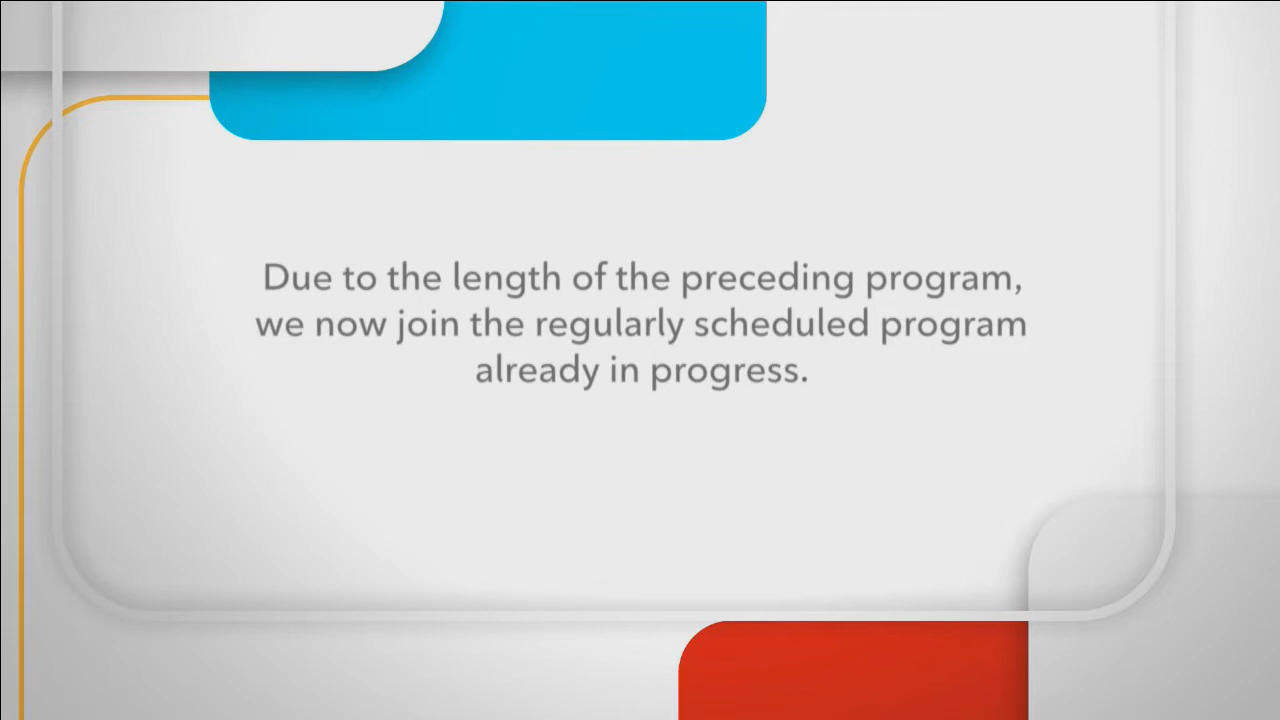 Due to the length of the preceding program,
we now join the regularly scheduled program
already in progress.